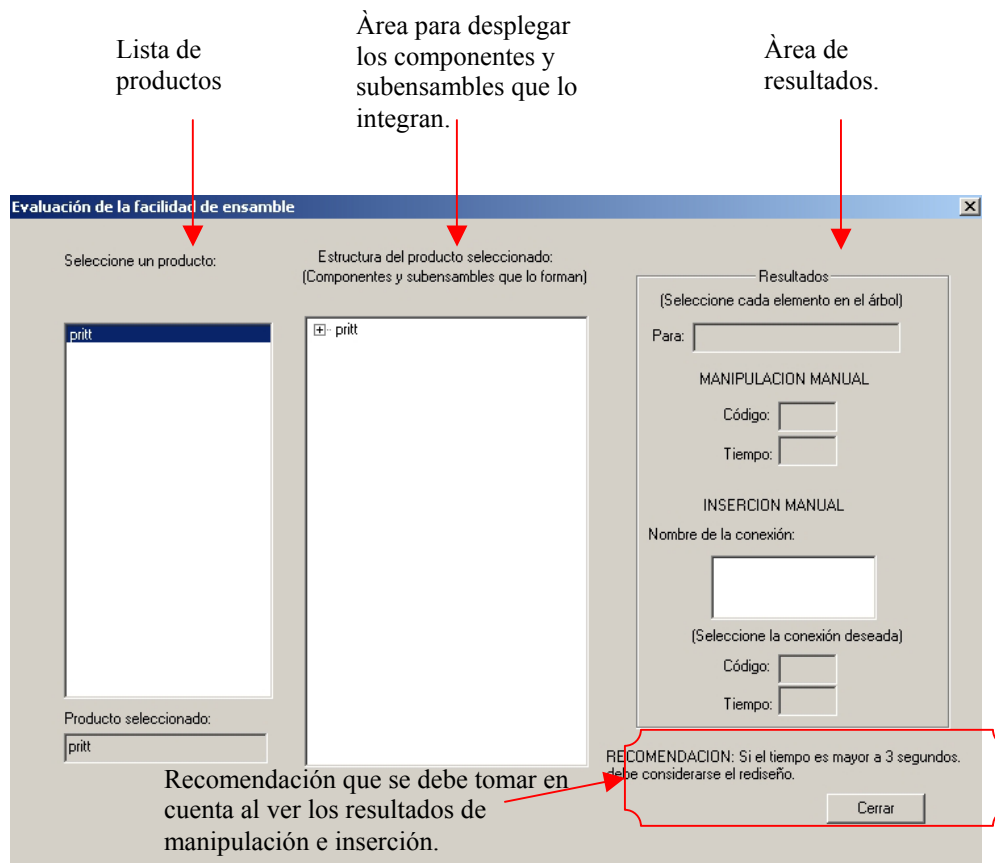 Lista de
productos
Àrea para desplegar
los componentes y
subensambles que lo
integran.
Àrea de
resultados.
Evaluación de la facilidad de ensamble
Seleccione un producto:
pritt
Producto seleccionado:
pritt
Estructura del producto seleccionado:
(Componentes y subensambles que lo forman)
pritt
Resultados
(Seleccione cada elemento en el árbol)
Para:
MANIPULACION MANUAL
Código:
Tiempo:
INSERCION MANUAL
Nombre de la conexión:
(Seleccione la conexión deseada)
Código:
Tiempo:
RECOMENDACION: Si el tiempo es mayor a 3 segundos.
debe considerarse el rediseño.
Cerrar
Recomendación que se debe tomar en
cuenta al ver los resultados de
manipulación e inserción.